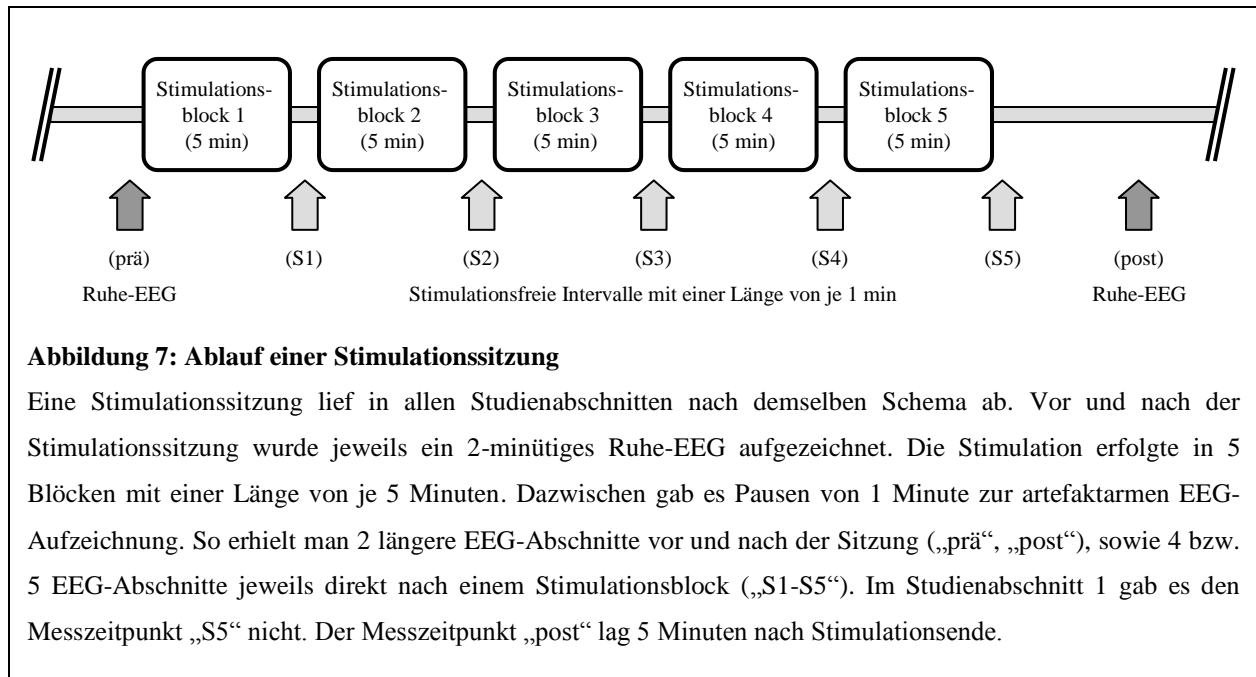 Stimulations-
block 1
(5 min)
Stimulations-
block 2
(5 min)
Stimulations-
block 3
(5 min)
Stimulations-
block 4
(5 min)
Stimulations-
block 5
(5 min)
(prä) (S1) (S2) (S3) (S4) (S5) (post)
Ruhe-EEG Stimulationsfreie Intervalle mit einer Länge von je 1 min Ruhe-EEG
Abbildung 7: Ablauf einer Stimulationssitzung
Eine Stimulationssitzung lief in allen Studienabschnitten nach demselben Schema ab. Vor und nach der
Stimulationssitzung wurde jeweils ein 2-minütiges Ruhe-EEG aufgezeichnet. Die Stimulation erfolgte in 5
Blöcken mit einer Länge von je 5 Minuten. Dazwischen gab es Pausen von 1 Minute zur artefaktarmen EEG-
Aufzeichnung. So erhielt man 2 längere EEG-Abschnitte vor und nach der Sitzung („prä“, „post“), sowie 4 bzw.
5 EEG-Abschnitte jeweils direkt nach einem Stimulationsblock („S1-S5“). Im Studienabschnitt 1 gab es den
Messzeitpunkt „S5“ nicht. Der Messzeitpunkt „post“ lag 5 Minuten nach Stimulationsende.